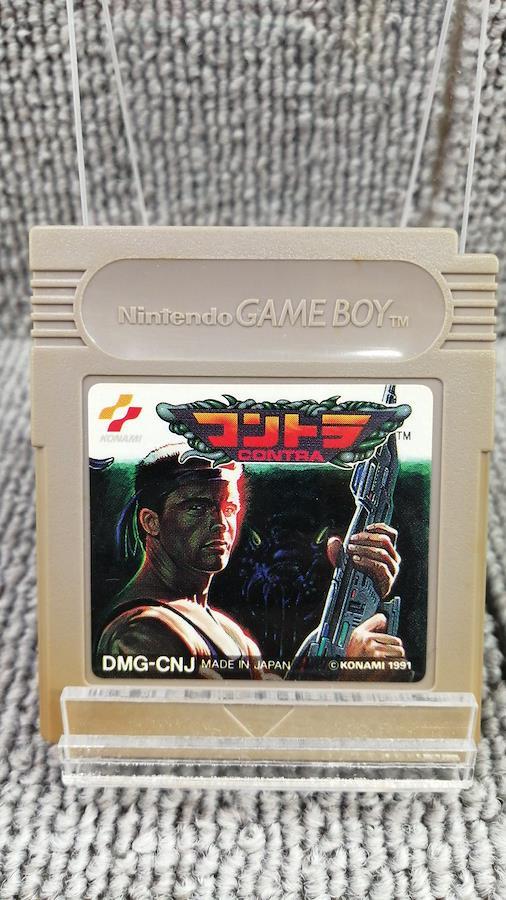 Nintendo GAME BOY TM
KONAMI
コントラ TM
CONTRA
DMG-CNJ MADE IN JAPAN © KONAMI 1991